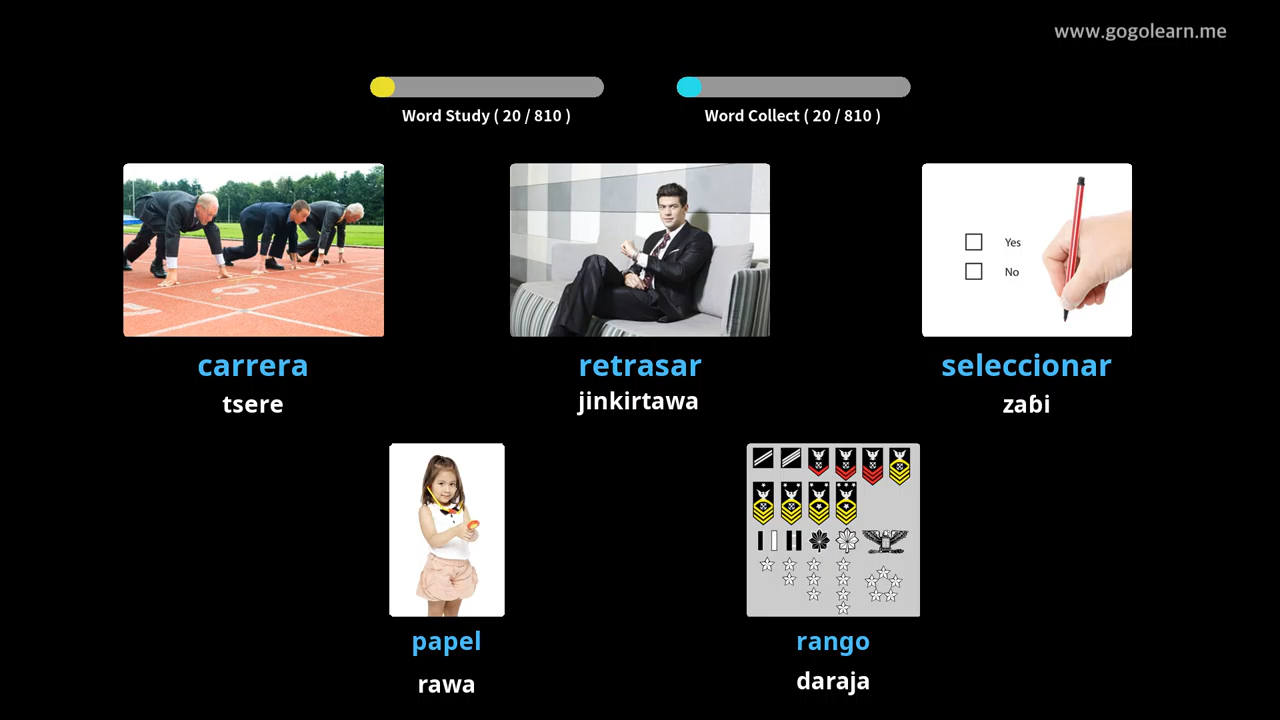 www.gogolearn.me
Word Study ( 20 / 810 )
Word Collect ( 20 / 810 )
Yes
No
carrera
retrasar
seleccionar
tsere
jinkirtawa
zaɓi
papel
rango
rawa
daraja